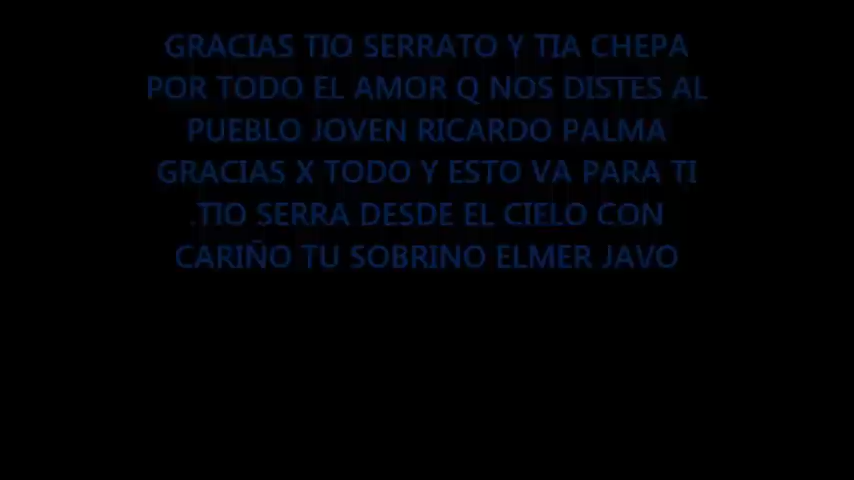 GRACIAS TIO SERRATO Y TIA CHEPA
POR TODO EL AMOR Q NOS DISTES AL
PUEBLO JOVEN RICARDO PALMA
GRACIAS X TODO Y ESTO VA PARA TI
.TIO SERRA DESDE EL CIELO CON
CARIÑO TU SOBRINO ELMER JAVO